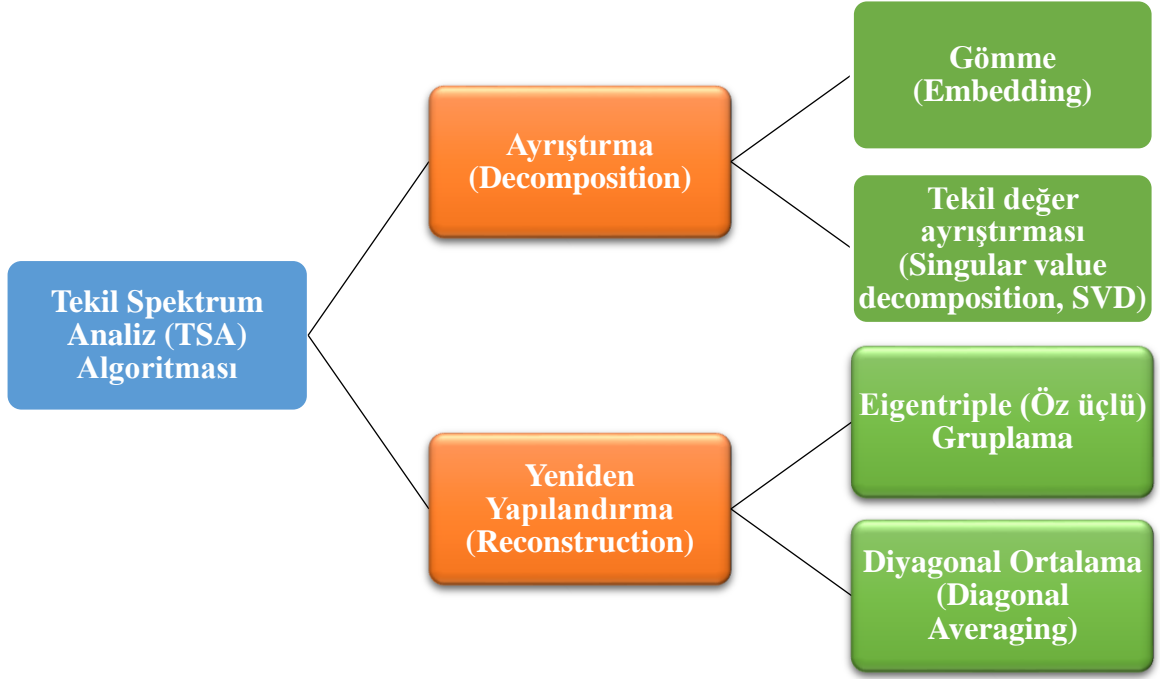 Tekil Spektrum
Analiz (TSA)
Algoritması
Ayrıştırma
(Decomposition)
Gömme
(Embedding)
Tekil değer
ayrıştırması
(Singular value
decomposition, SVD)
Yeniden
Yapılandırma
(Reconstruction)
Eigentriple (Öz üçlü)
Gruplama
Diyagonal Ortalama
(Diagonal
Averaging)